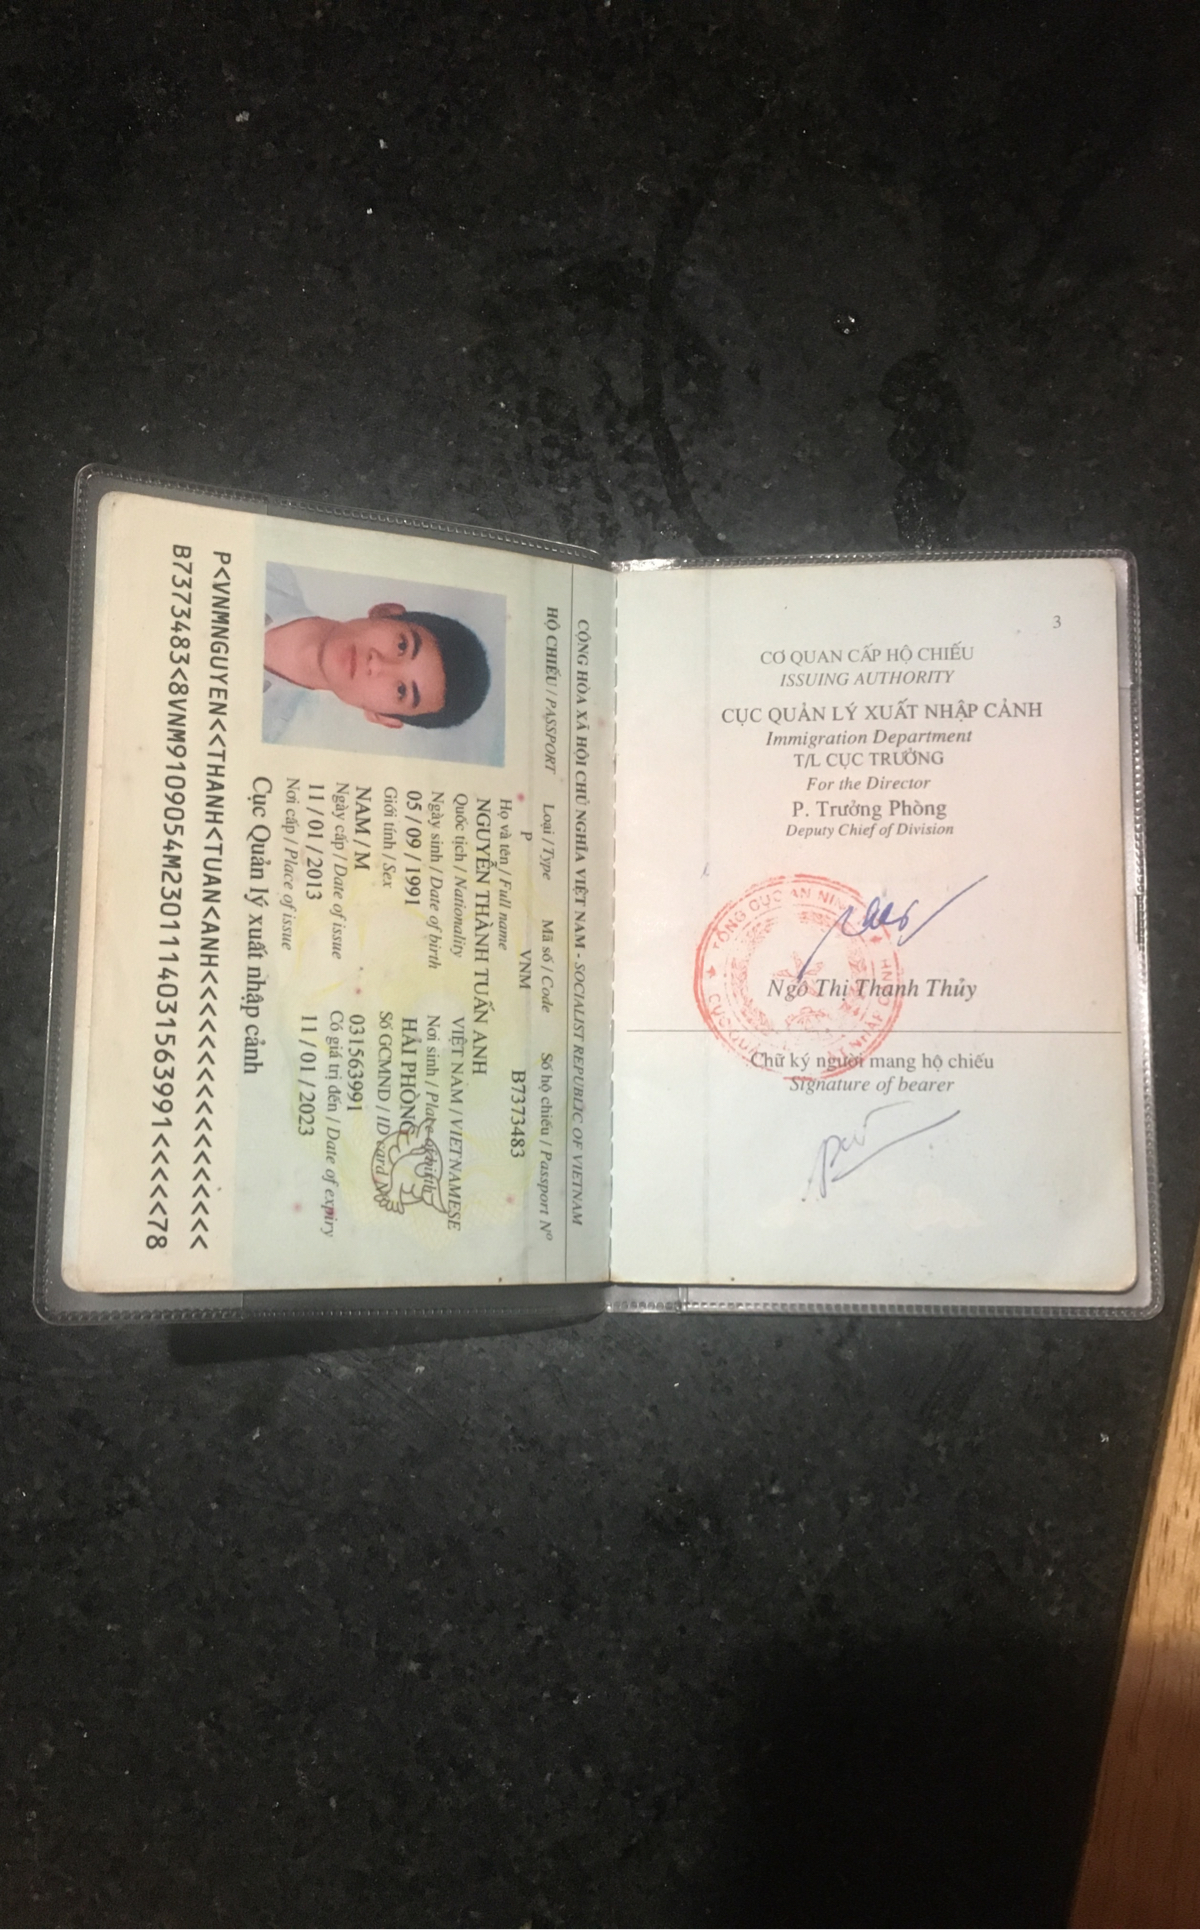 3
CƠ QUAN CẤP HỘ CHIẾU
ISSUING AUTHORITY
CỤC QUẢN LÝ XUẤT NHẬP CẢNH
Immigration Department
T/L CỤC TRƯỞNG
For the Director
P. Trưởng Phòng
Deputy Chief of Division
TỔNG CỤC AN NINH
Ngô Thị Thanh Thủy
Chữ ký người mang hộ chiếu
Signature of bearer
CỘNG HÒA XÃ HỘI CHỦ NGHĨA VIỆT NAM - SOCIALIST REPUBLIC OF VIETNAM
HỘ CHIẾU / PASSPORT Loại / Type Mã số / Code Số hộ chiếu / Passport Nº
P VNM B7373483
Họ và tên / Full name
NGUYỄN THÀNH TUẤN ANH
Quốc tịch / Nationality VIỆT NAM / VIETNAMESE
Ngày sinh / Date of birth Nơi sinh / Place of birth
05 / 09 / 1991 HẢI PHÒNG
Giới tính / Sex Số GCMND / ID card Nº
NAM / M 031563991
Ngày cấp / Date of issue Có giá trị đến / Date of expiry
11 / 01 / 2013 11 / 01 / 2023
Nơi cấp / Place of issue
Cục Quản lý xuất nhập cảnh
P<VNMNGUYEN<<THANH<TUAN<ANH<<<<<<<<<<<<<<<<<
B7373483<8VNM9109054M2301114031563991<<<<<78